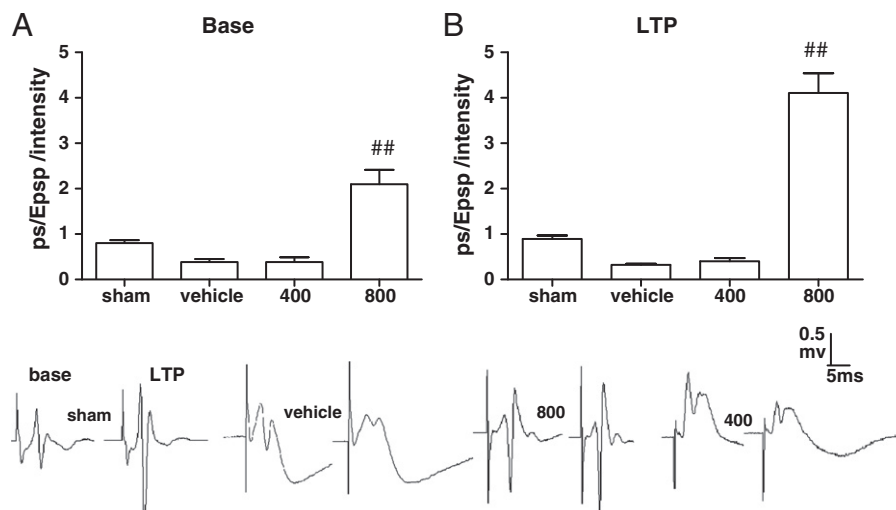 A
Base
ps/Epsp /intensity
5
4
3
2
1
0
##
sham vehicle 400 800
B
LTP
ps/Epsp /intensity
5
4
3
2
1
0
##
sham vehicle 400 800
0.5
mv
5ms
base LTP
sham vehicle 800 400